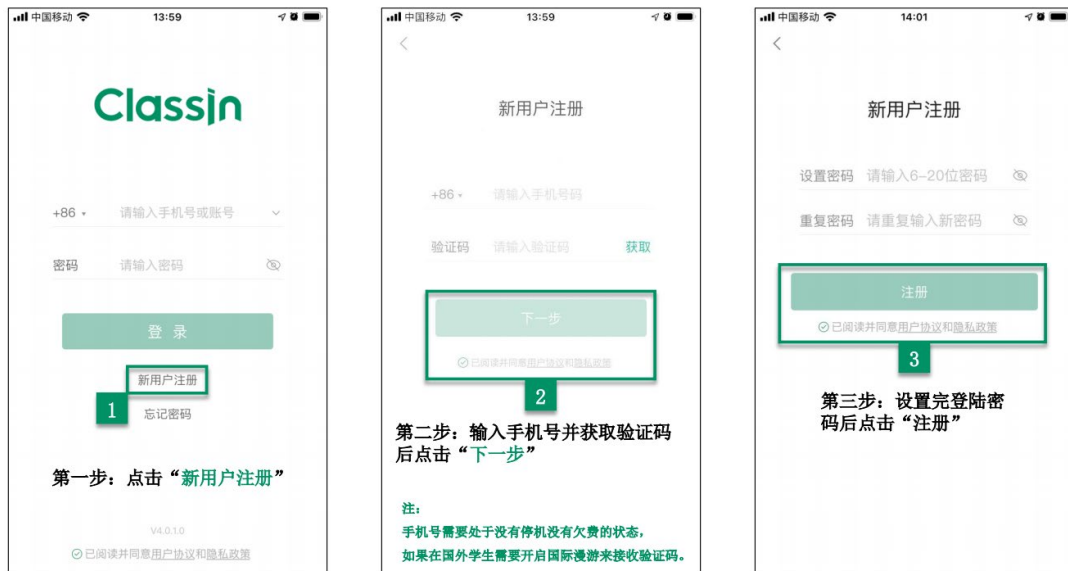 中国移动 13:59
ClassIn
+86 请输入手机号或账号
密码 请输入密码
登 录
新用户注册
1
忘记密码
第一步：点击“新用户注册”
V4.0.1.0
已阅读并同意用户协议和隐私政策
中国移动 13:59
新用户注册
+86 请输入手机号码
验证码 请输入验证码 获取
下一步
已阅读并同意用户协议和隐私政策
2
第二步：输入手机号并获取验证码
后点击“下一步”
注：
手机号需要处于没有停机没有欠费的状态，
如果在国外学生需要开启国际漫游来接收验证码。
中国移动 14:01
新用户注册
设置密码 请输入6-20位密码
重复密码 请重复输入新密码
注册
已阅读并同意用户协议和隐私政策
3
第三步：设置完登陆密
码后点击“注册”